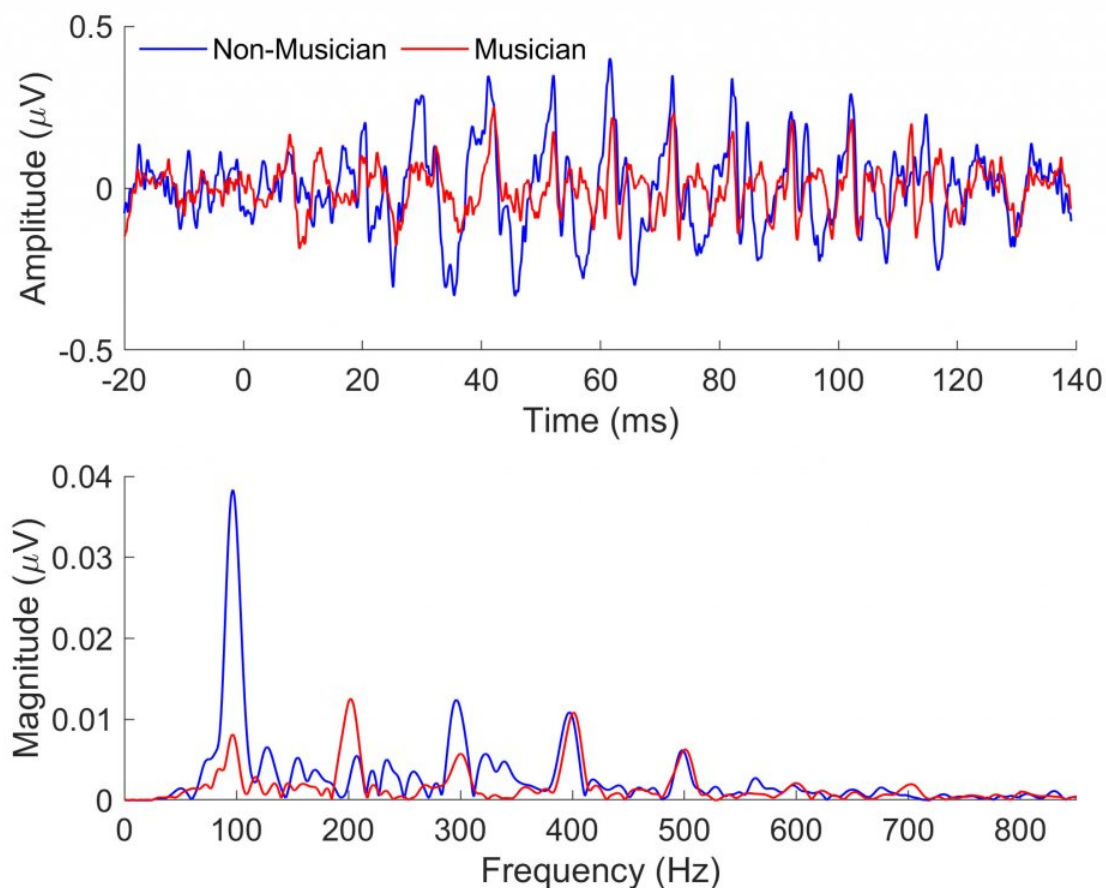 0.5
Non-Musician Musician
Amplitude (μV)
0
-0.5
-20 0 20 40 60 80 100 120 140
Time (ms)
0.04
0.03
0.02
0.01
0
Magnitude (μV)
0 100 200 300 400 500 600 700 800
Frequency (Hz)